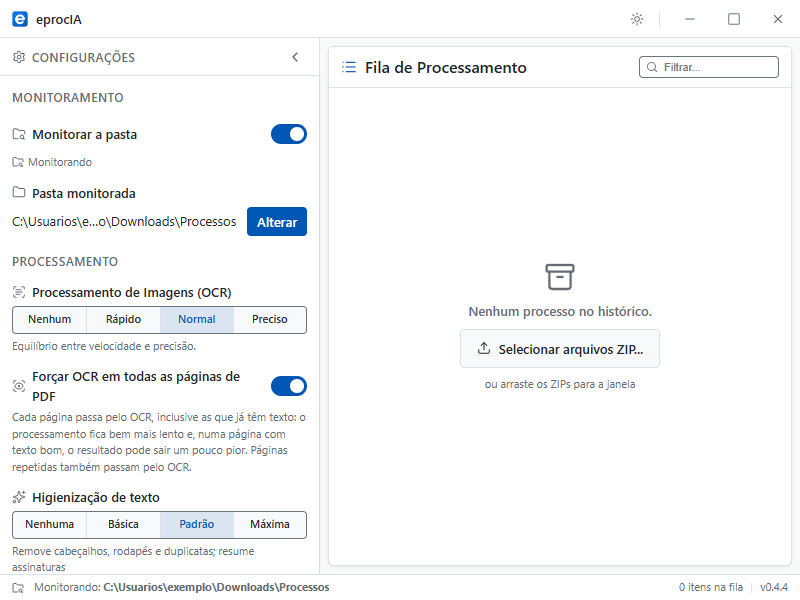 eprocIA
CONFIGURAÇÕES
MONITORAMENTO
Monitorar a pasta
Monitorando
Pasta monitorada
C:\Usuarios\e...o\Downloads\Processos
Alterar
PROCESSAMENTO
Processamento de Imagens (OCR)
Nenhum
Rápido
Normal
Preciso
Equilíbrio entre velocidade e precisão.
Forçar OCR em todas as páginas de
PDF
Cada página passa pelo OCR, inclusive as que já têm texto: o
processamento fica bem mais lento e, numa página com
texto bom, o resultado pode sair um pouco pior. Páginas
repetidas também passam pelo OCR.
Higienização de texto
Nenhuma
Básica
Padrão
Máxima
Remove cabeçalhos, rodapés e duplicatas; resume
assinaturas
Fila de Processamento
Filtrar...
Nenhum processo no histórico.
Selecionar arquivos ZIP...
ou arraste os ZIPs para a janela
Monitorando: C:\Usuarios\exemplo\Downloads\Processos
0 itens na fila
v0.4.4